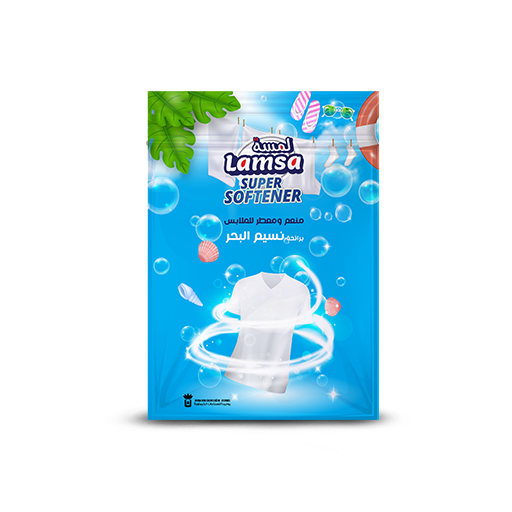 لمسة
Lamsa
SUPER
SOFTENER
منعم ومعطر للملابس
برائحة نسيم البحر